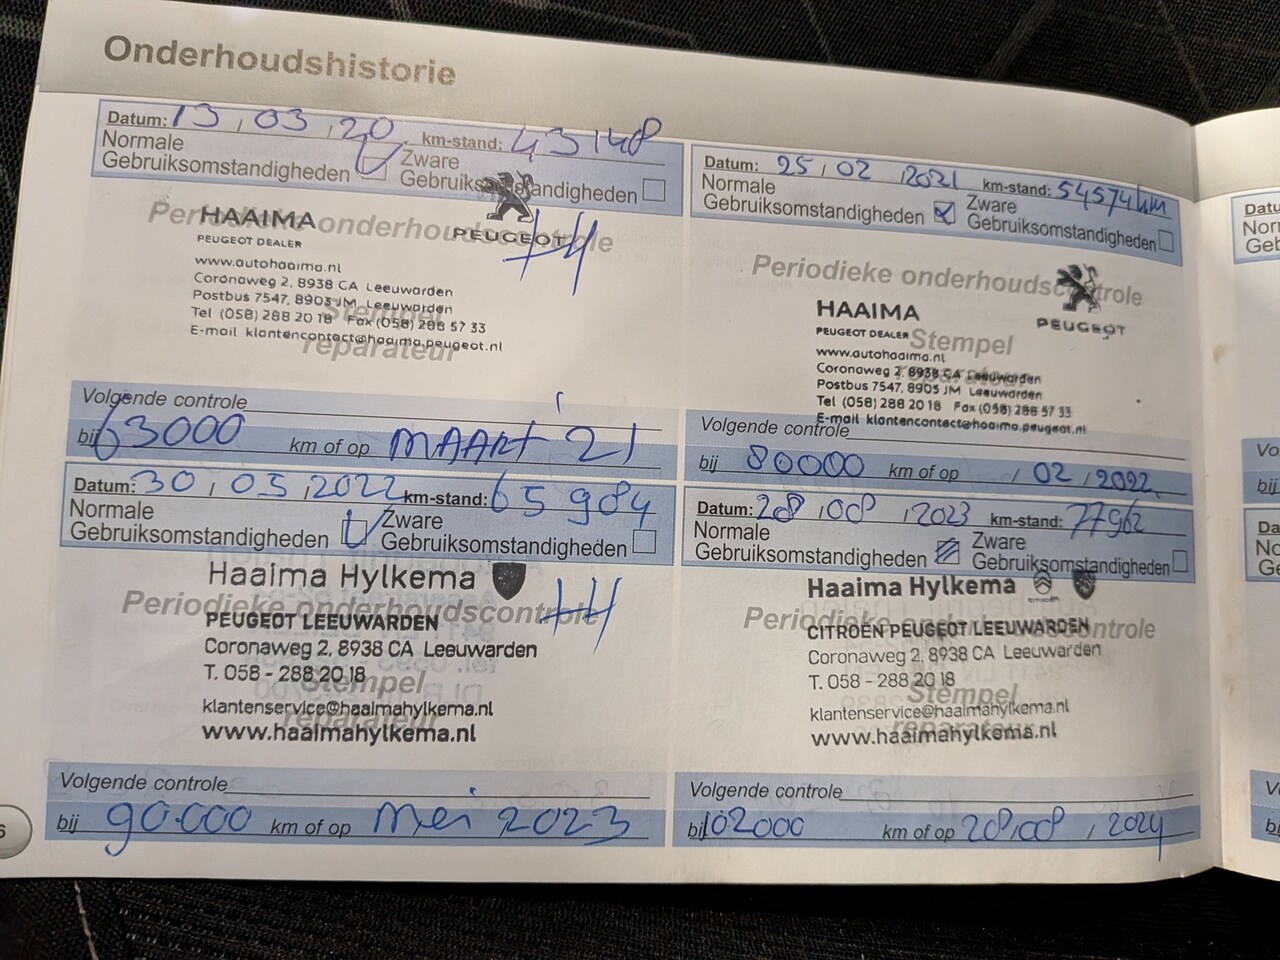 Onderhoudshistorie
Datum: 13, 03, 20 km-stand: 43148
Normale
Gebruiksomstandigheden
Zware
Gebruiksomstandigheden
Periodieke onderhoudscontrole
HAAIMA
PEUGEOT DEALER
PEUGEOT
www.autohaaima.nl
Coronaweg 2, 8938 CA Leeuwarden
Postbus 7547, 8903 JM Leeuwarden
Tel (058) 288 20 18 Fax (058) 288 57 33
E-mail klantencontact@haaima.peugeot.nl
Stempel
reparateur
Volgende controle
bij 63000 km of op MAART 21
Datum: 25, 02, 2021 km-stand: 54574 km
Normale
Gebruiksomstandigheden
Zware
Gebruiksomstandigheden
Periodieke onderhoudscontrole
HAAIMA
PEUGEOT DEALER
PEUGEOT
Stempel
www.autohaaima.nl
Coronaweg 2, 8938 CA Leeuwarden
Postbus 7547, 8903 JM Leeuwarden
Tel (058) 288 20 18 Fax (058) 288 57 33
E-mail klantencontact@haaima.peugeot.nl
Volgende controle
bij 80000 km of op , 02, 2022
Datum: 30, 05, 2022 km-stand: 65984
Normale
Gebruiksomstandigheden
Zware
Gebruiksomstandigheden
Haaima Hylkema
Periodieke onderhoudscontrole
PEUGEOT LEEUWARDEN
Coronaweg 2, 8938 CA Leeuwarden
T. 058 - 288 20 18
Stempel
klantenservice@haaimahylkema.nl
reparateur
www.haaimahylkema.nl
Volgende controle
bij 90.000 km of op mei 2023
Datum: 28, 08, 2023 km-stand: 77962
Normale
Gebruiksomstandigheden
Zware
Gebruiksomstandigheden
Haaima Hylkema
Periodieke onderhoudscontrole
CITROËN PEUGEOT LEEUWARDEN
Coronaweg 2, 8938 CA Leeuwarden
T. 058 - 288 20 18
Stempel
klantenservice@haaimahylkema.nl
reparateur
www.haaimahylkema.nl
Volgende controle
bij 102000 km of op 28,08, 2024
6